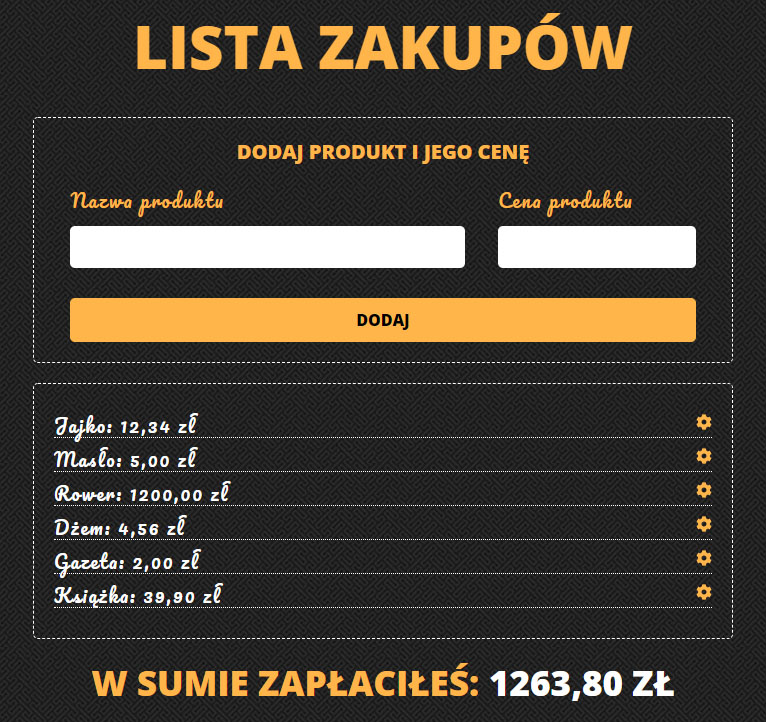 LISTA ZAKUPÓW
DODAJ PRODUKT I JEGO CENĘ
Nazwa produktu
Cena produktu
DODAJ
Jajko: 12,34 zł
Masło: 5,00 zł
Rower: 1200,00 zł
Dżem: 4,56 zł
Gazeta: 2,00 zł
Książka: 39,90 zł
W SUMIE ZAPŁACIŁEŚ: 1263,80 ZŁ